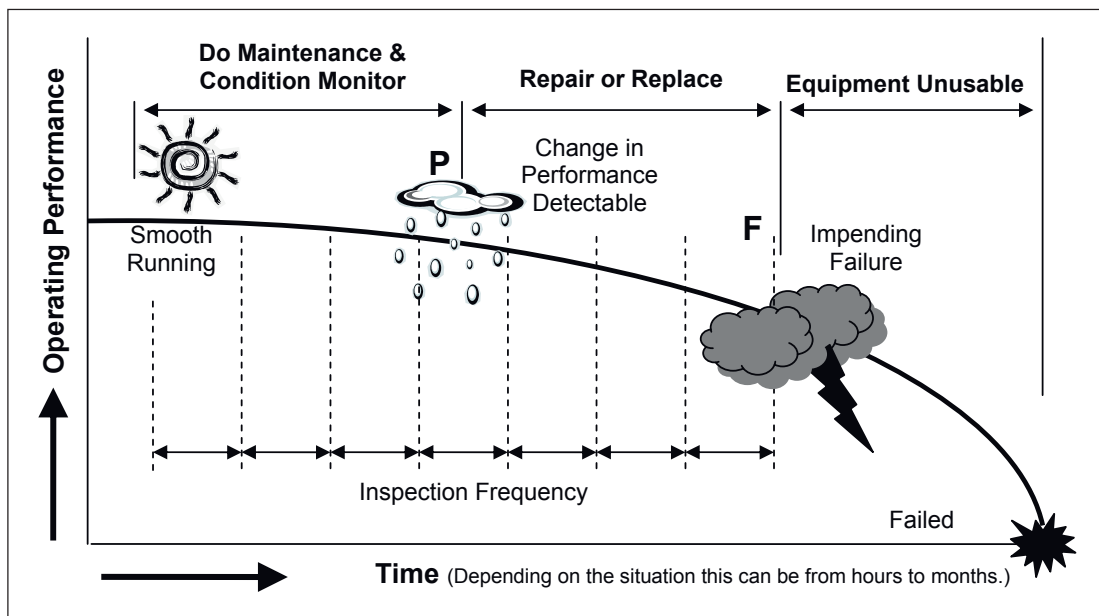 Do Maintenance &
Condition Monitor
Repair or Replace
Equipment Unusable
P
Change in
Performance
Detectable
F
Impending
Failure
Smooth
Running
Operating Performance
Inspection Frequency
Failed
Time (Depending on the situation this can be from hours to months.)